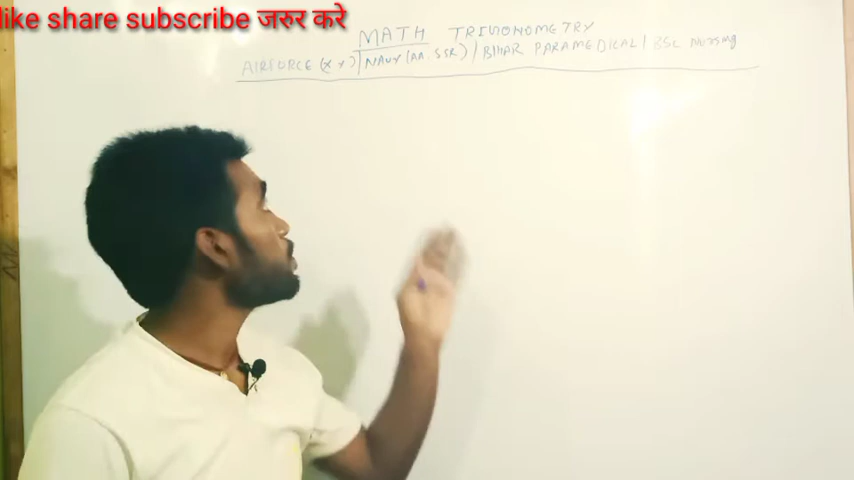 like share subscribe जरुर करे
MATH TRIGONOMETRY
AIRFORCE (X Y) / NAVY (AA. SSR) / BIHAR PARAMEDICAL / BSC NURSING